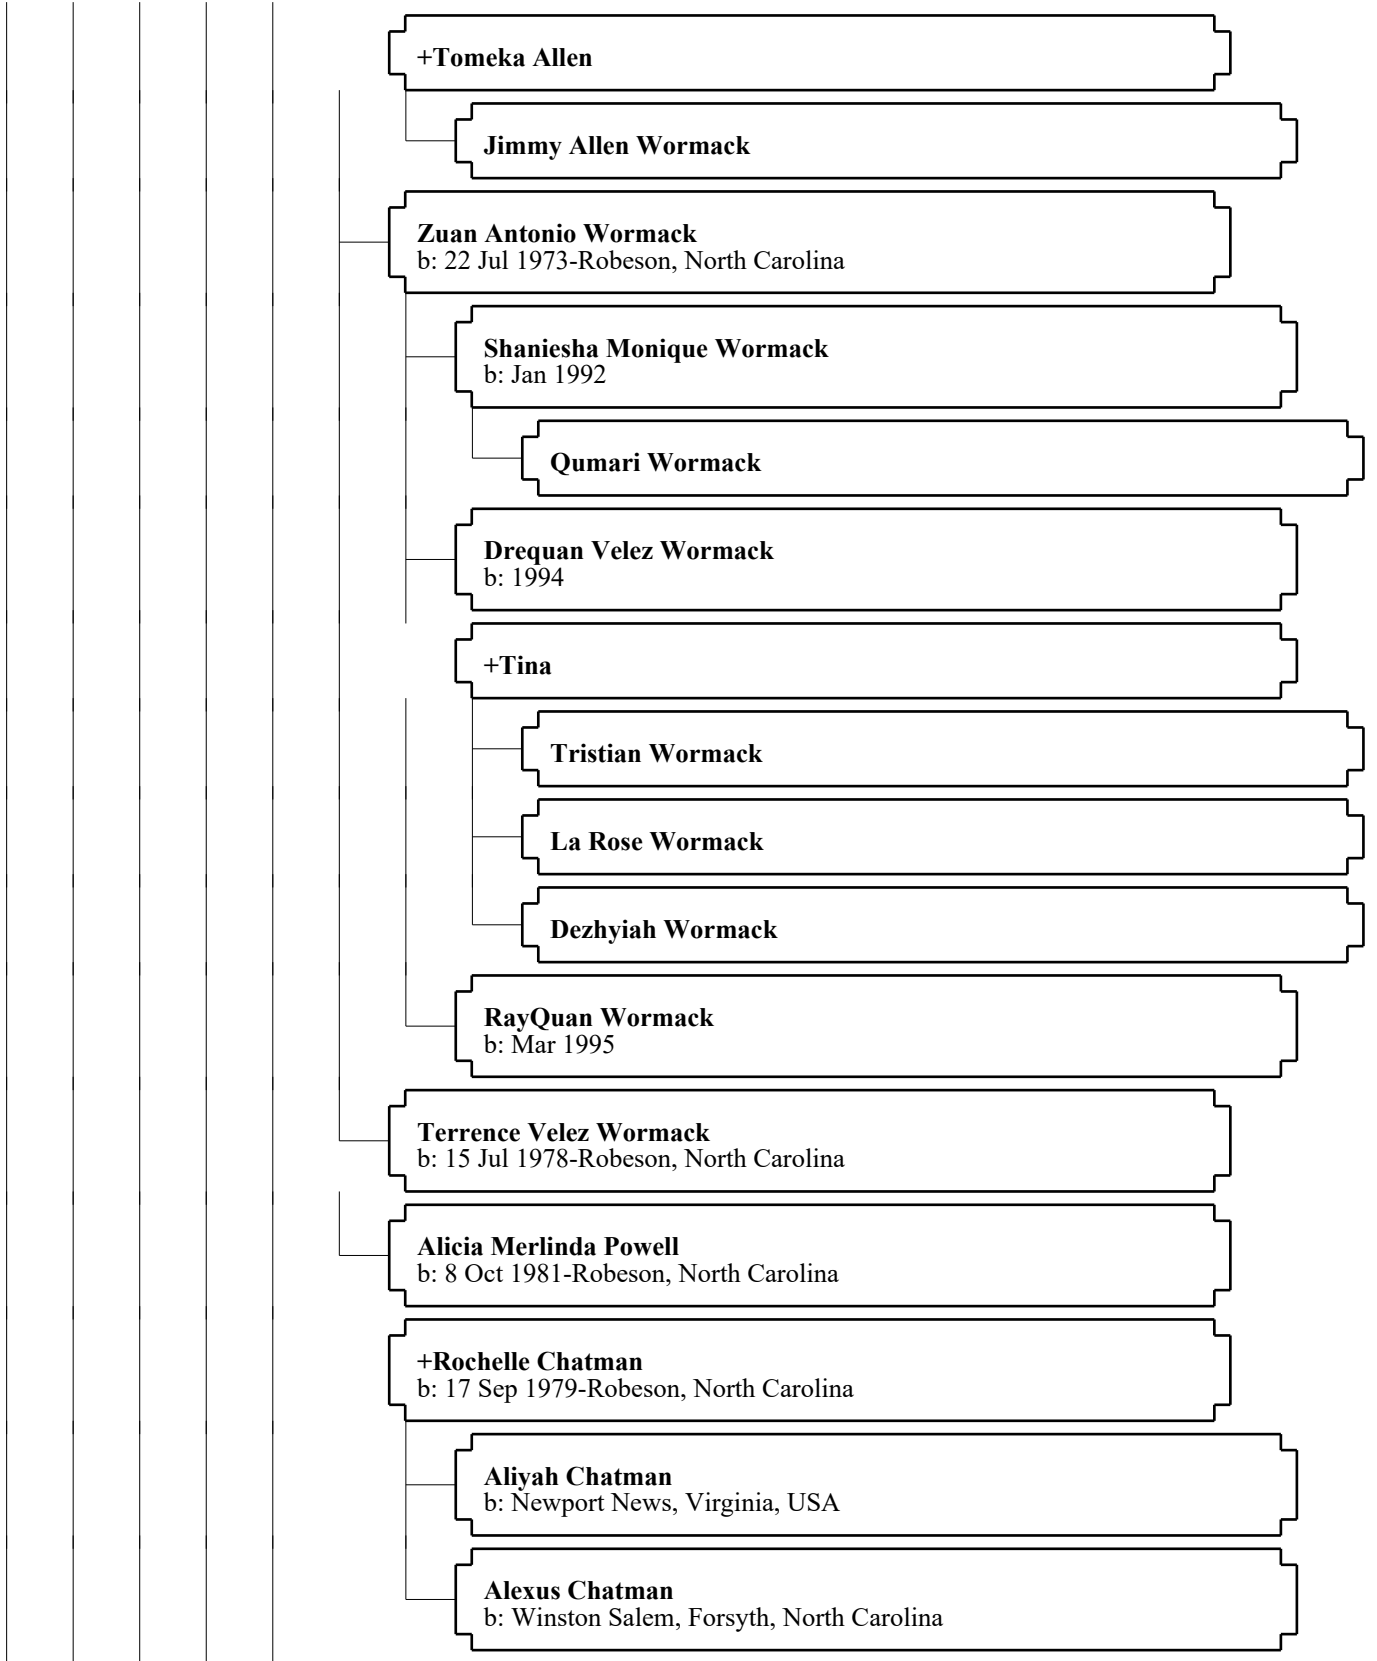 +Tomeka Allen
Jimmy Allen Wormack
Zuan Antonio Wormack
b: 22 Jul 1973-Robeson, North Carolina
Shaniesha Monique Wormack
b: Jan 1992
Qumari Wormack
Drequan Velez Wormack
b: 1994
+Tina
Tristian Wormack
La Rose Wormack
Dezhyiah Wormack
RayQuan Wormack
b: Mar 1995
Terrence Velez Wormack
b: 15 Jul 1978-Robeson, North Carolina
Alicia Merlinda Powell
b: 8 Oct 1981-Robeson, North Carolina
+Rochelle Chatman
b: 17 Sep 1979-Robeson, North Carolina
Aliyah Chatman
b: Newport News, Virginia, USA
Alexus Chatman
b: Winston Salem, Forsyth, North Carolina